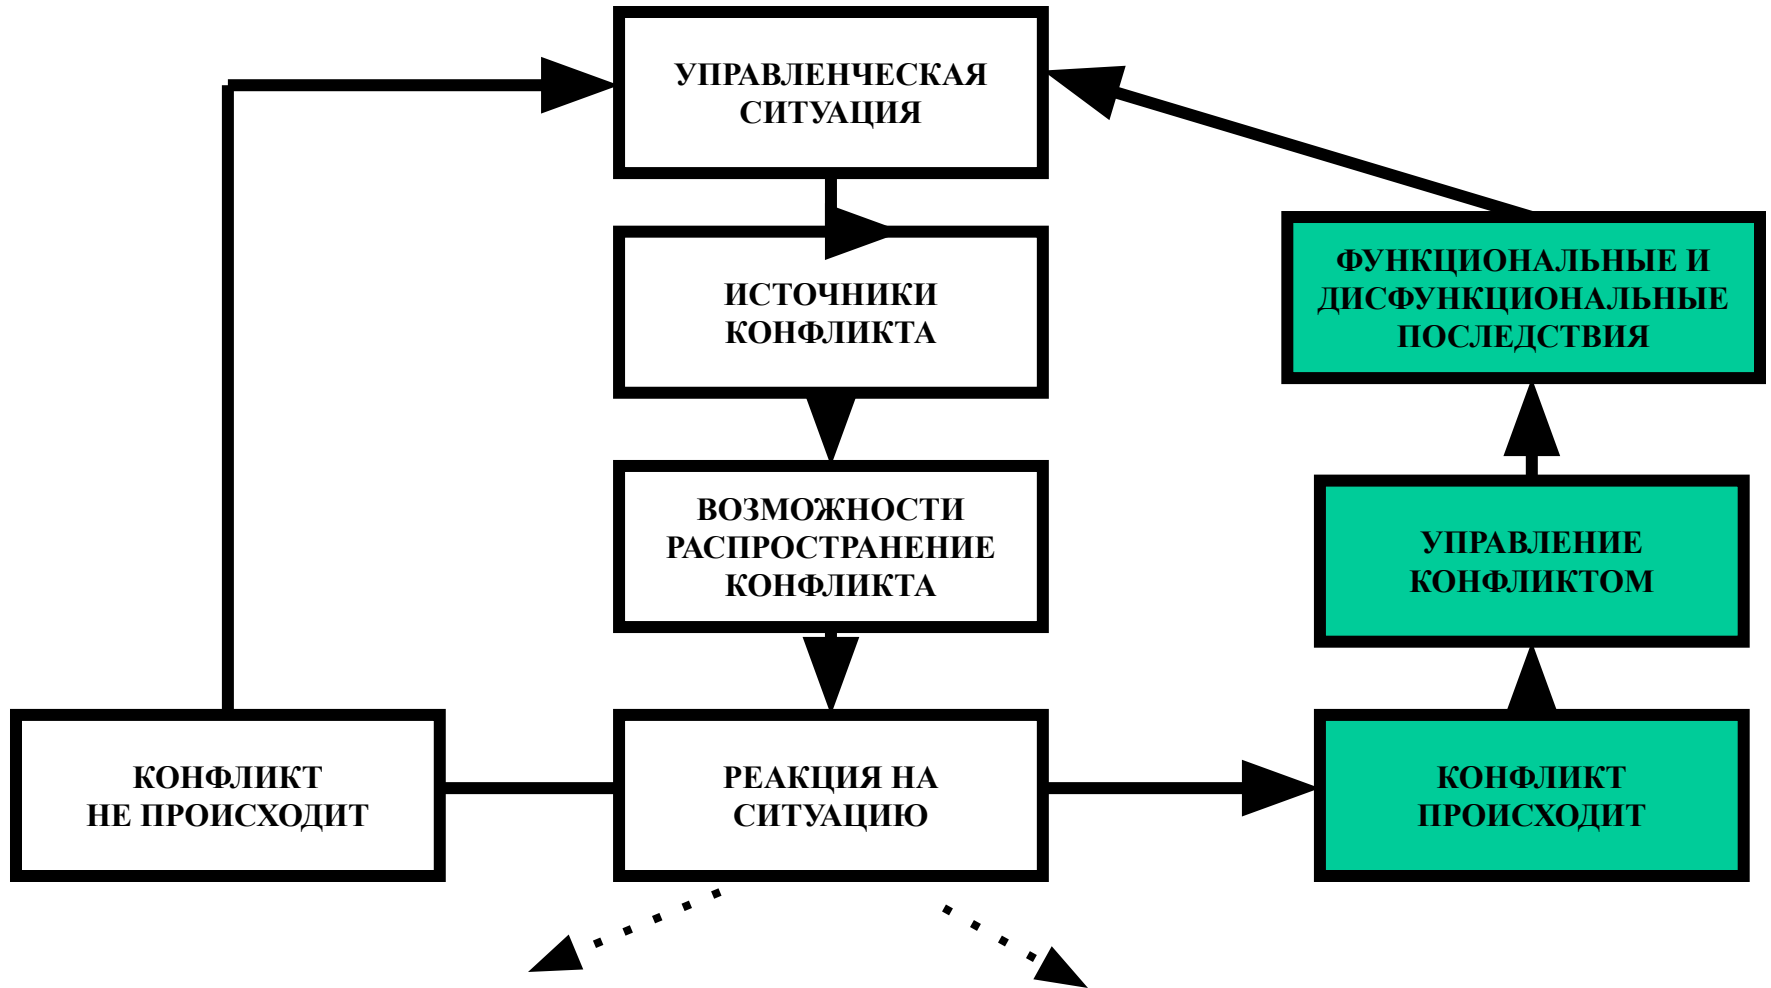 УПРАВЛЕНЧЕСКАЯ
СИТУАЦИЯ
ИСТОЧНИКИ
КОНФЛИКТА
ВОЗМОЖНОСТИ
РАСПРОСТРАНЕНИЕ
КОНФЛИКТА
РЕАКЦИЯ НА
СИТУАЦИЮ
КОНФЛИКТ
НЕ ПРОИСХОДИТ
КОНФЛИКТ
ПРОИСХОДИТ
УПРАВЛЕНИЕ
КОНФЛИКТОМ
ФУНКЦИОНАЛЬНЫЕ И
ДИСФУНКЦИОНАЛЬНЫЕ
ПОСЛЕДСТВИЯ